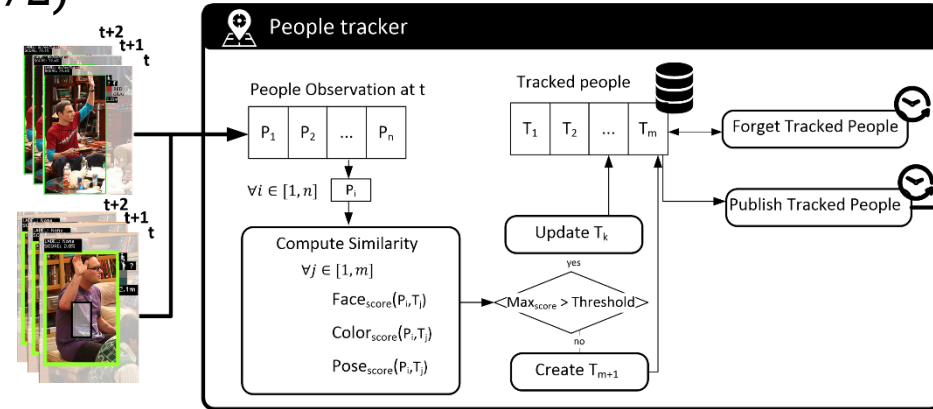 72)
People tracker
t+2
t+1
t
People Observation at t
P1 P2 ... Pn
∀i ∈ [1, n]
Pi
Compute Similarity
∀j ∈ [1, m]
Facescore(Pi,Tj)
Colorscore(Pi,Tj)
Posescore(Pi,Tj)
Tracked people
T1 T2 ... Tm
Forget Tracked People
Publish Tracked People
Update Tk
yes
Maxscore > Threshold
no
Create Tm+1
t+2
t+1
t